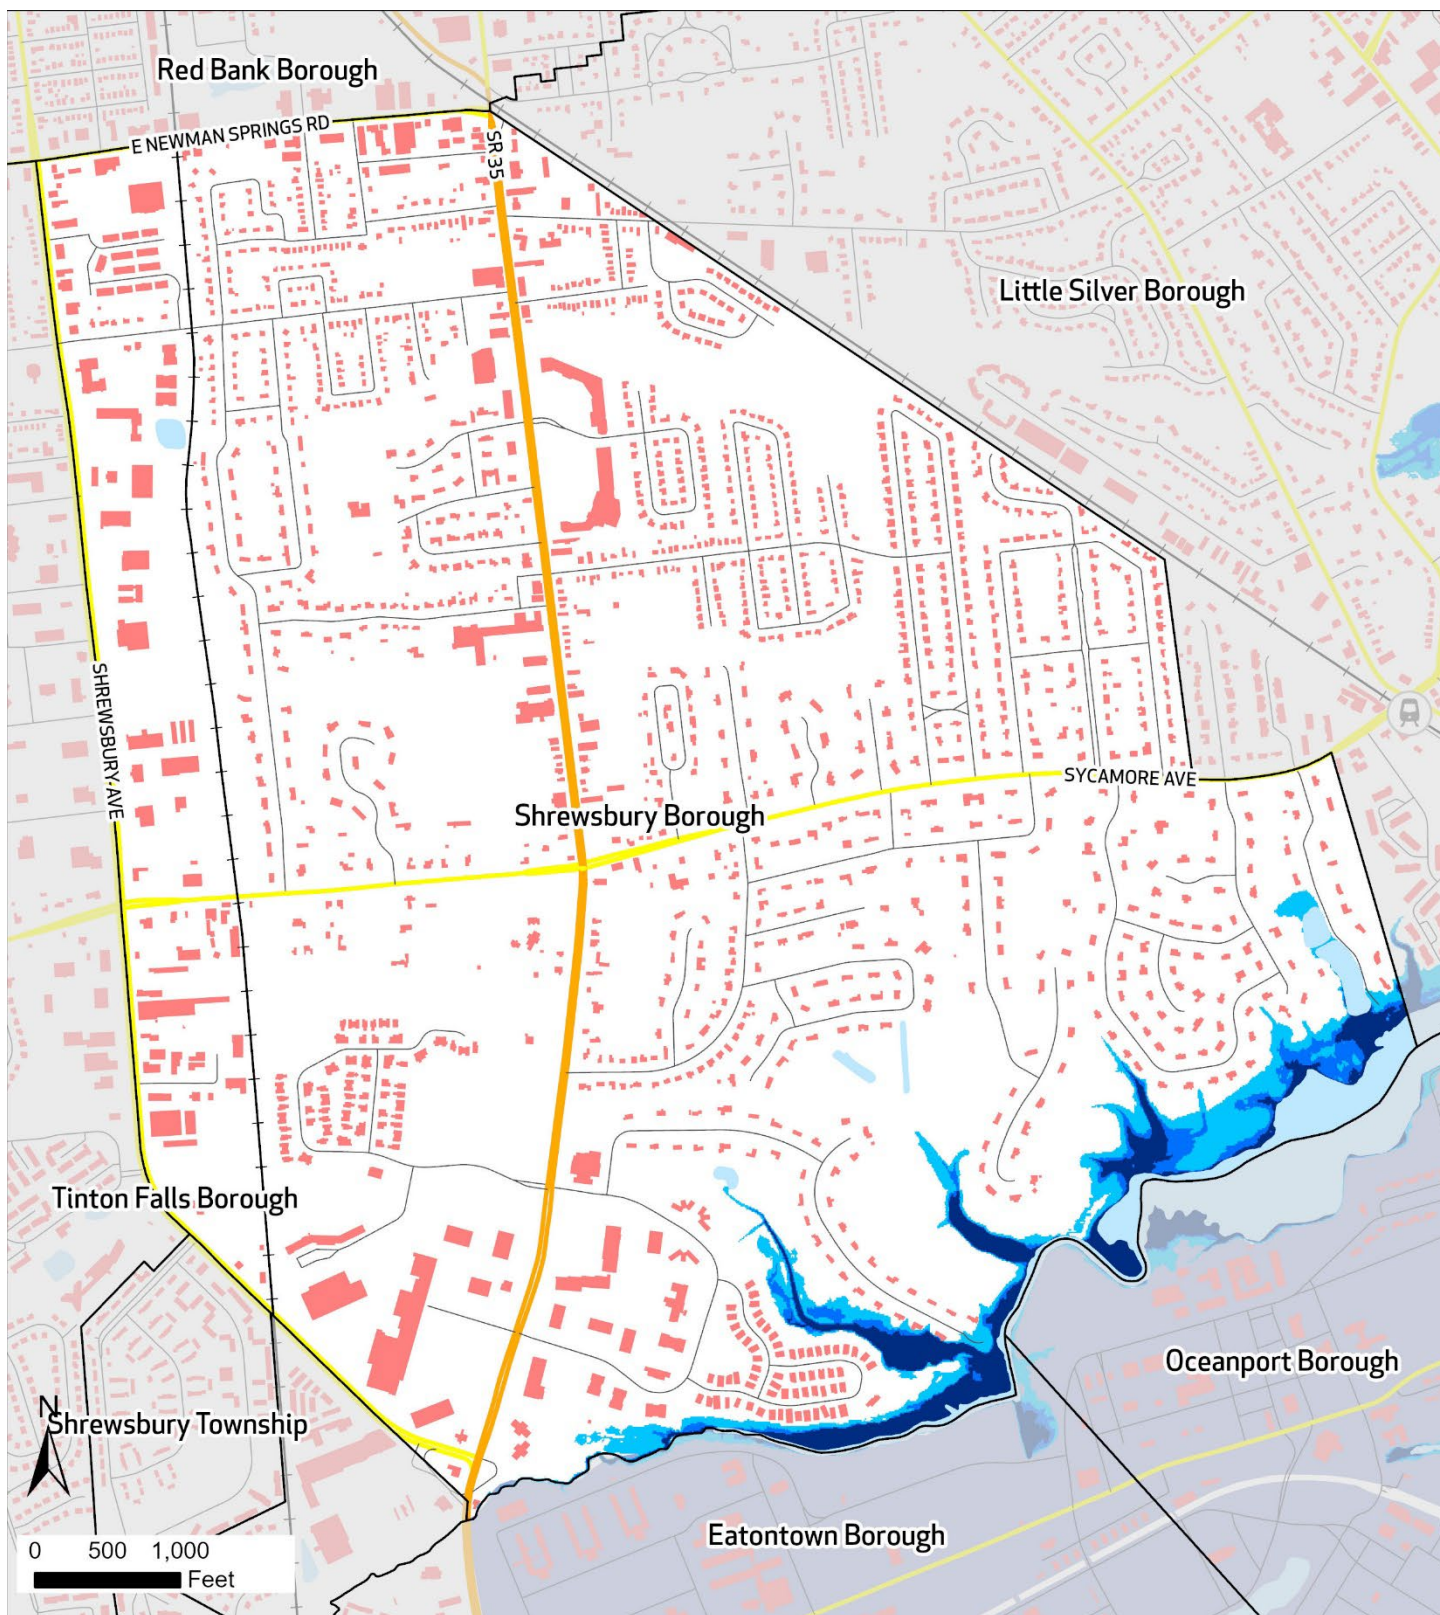 Red Bank Borough
E NEWMAN SPRINGS RD
SR 35
Little Silver Borough
SHREWSBURY AVE
SYCAMORE AVE
Shrewsbury Borough
Tinton Falls Borough
Oceanport Borough
N
Shrewsbury Township
Eatontown Borough
0 500 1,000
Feet